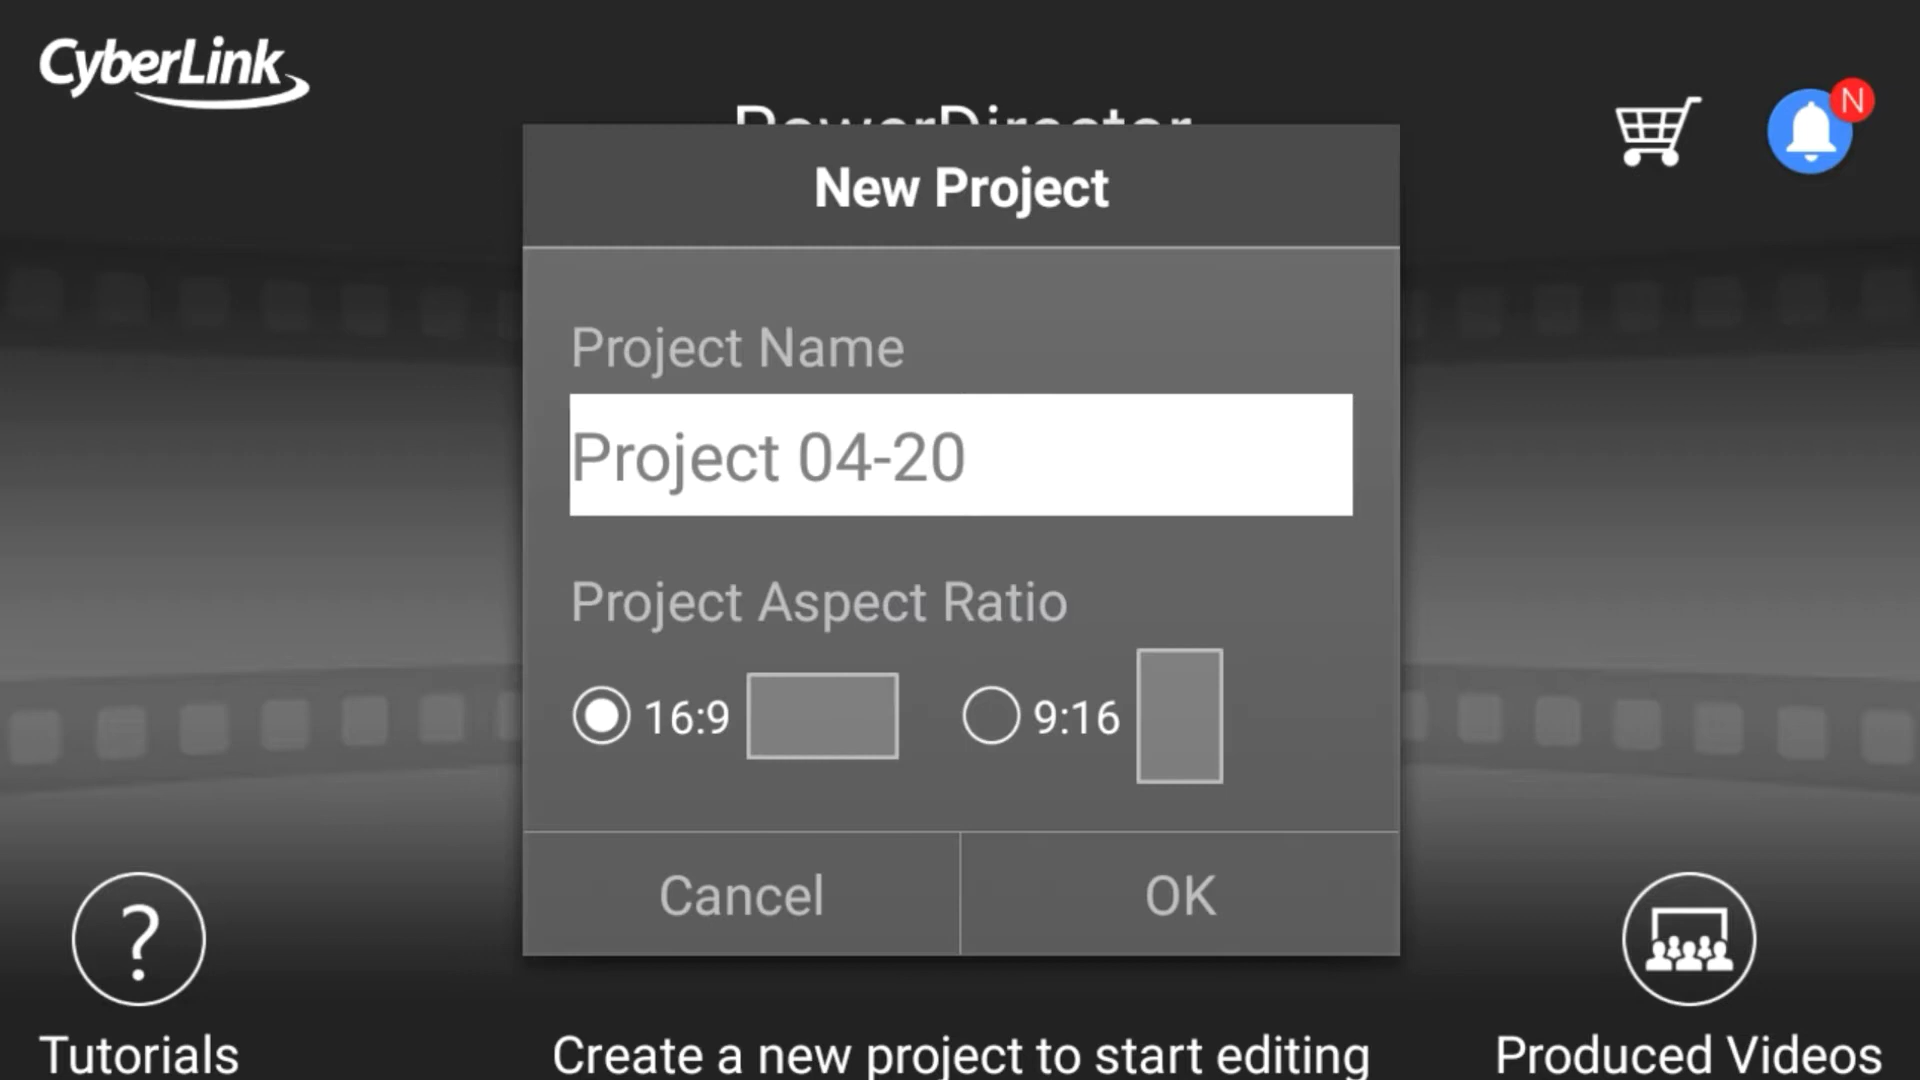 CyberLink
PowerDirector
N
New Project
Project Name
Project 04-20
Project Aspect Ratio
16:9
9:16
Cancel
OK
?
Tutorials
Create a new project to start editing
Produced Videos